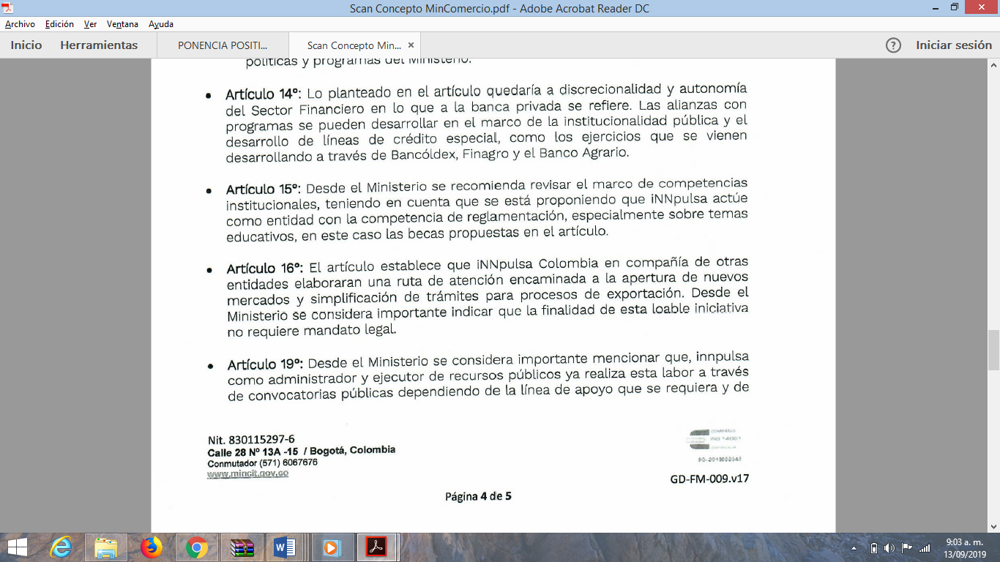 Scan Concepto MinComercio.pdf - Adobe Acrobat Reader DC
Archivo Edición Ver Ventana Ayuda
Inicio Herramientas PONENCIA POSITI... Scan Concepto Min... × Iniciar sesión
políticas y programas del Ministerio.
• Artículo 14°: Lo planteado en el artículo quedaría a discrecionalidad y autonomía
del Sector Financiero en lo que a la banca privada se refiere. Las alianzas con
programas se pueden desarrollar en el marco de la institucionalidad pública y el
desarrollo de líneas de crédito especial, como los ejercicios que se vienen
desarrollando a través de Bancóldex, Finagro y el Banco Agrario.
• Artículo 15°: Desde el Ministerio se recomienda revisar el marco de competencias
institucionales, teniendo en cuenta que se está proponiendo que iNNpulsa actúe
como entidad con la competencia de reglamentación, especialmente sobre temas
educativos, en este caso las becas propuestas en el artículo.
• Artículo 16°: El artículo establece que iNNpulsa Colombia en compañía de otras
entidades elaboraran una ruta de atención encaminada a la apertura de nuevos
mercados y simplificación de trámites para procesos de exportación. Desde el
Ministerio se considera importante indicar que la finalidad de esta loable iniciativa
no requiere mandato legal.
• Artículo 19°: Desde el Ministerio se considera importante mencionar que, innpulsa
como administrador y ejecutor de recursos públicos ya realiza esta labor a través
de convocatorias públicas dependiendo de la línea de apoyo que se requiera y de
Nit. 830115297-6
Calle 28 Nº 13A -15 / Bogotá, Colombia
Conmutador (571) 6067676
www.mincit.gov.co
ISO 14001
GD-FM-009.v17
Página 4 de 5
9:03 a. m.
13/09/2019